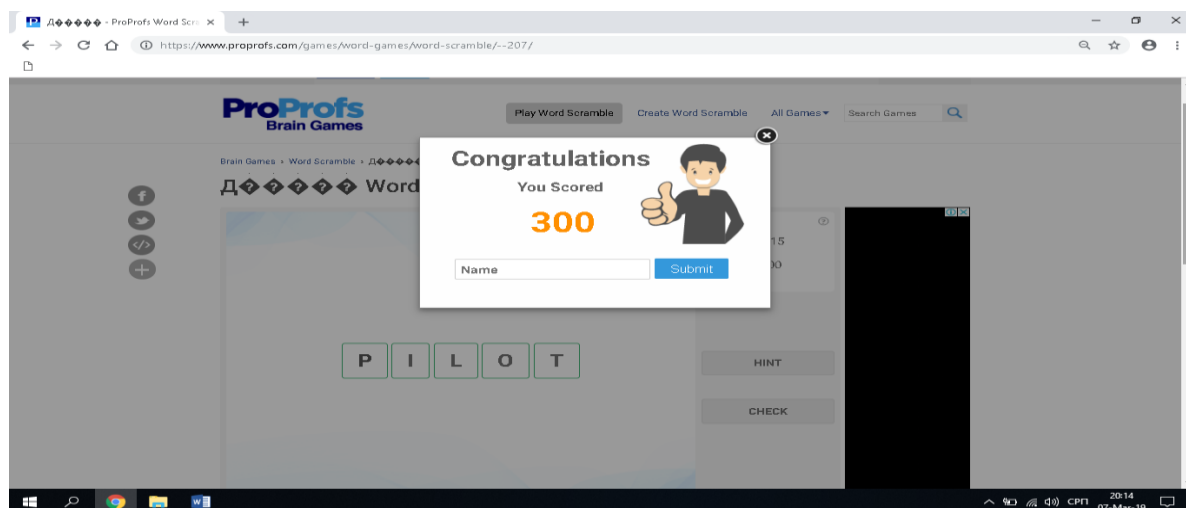 Д����� - ProProfs Word Scr
https://www.proprofs.com/games/word-games/word-scramble/--207/
ProProfs
Brain Games
Play Word Scramble
Create Word Scramble
All Games
Search Games
Brain Games › Word Scramble › Д�����
Д����� Word
Congratulations
You Scored
300
Name
Submit
15
00
P I L O T
HINT
CHECK
СРП
20:14
07-Mar-19